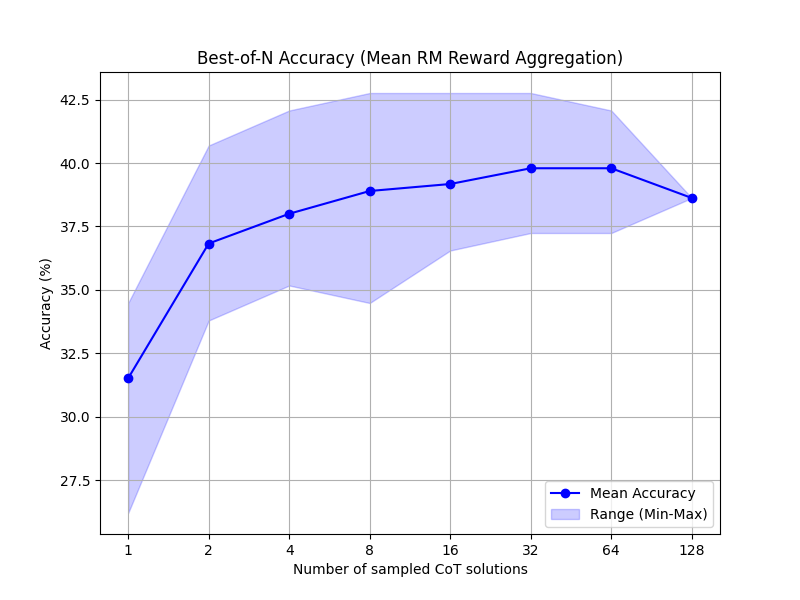 Best-of-N Accuracy (Mean RM Reward Aggregation)
42.5
40.0
37.5
35.0
32.5
30.0
27.5
Accuracy (%)
Mean Accuracy
Range (Min-Max)
1 2 4 8 16 32 64 128
Number of sampled CoT solutions